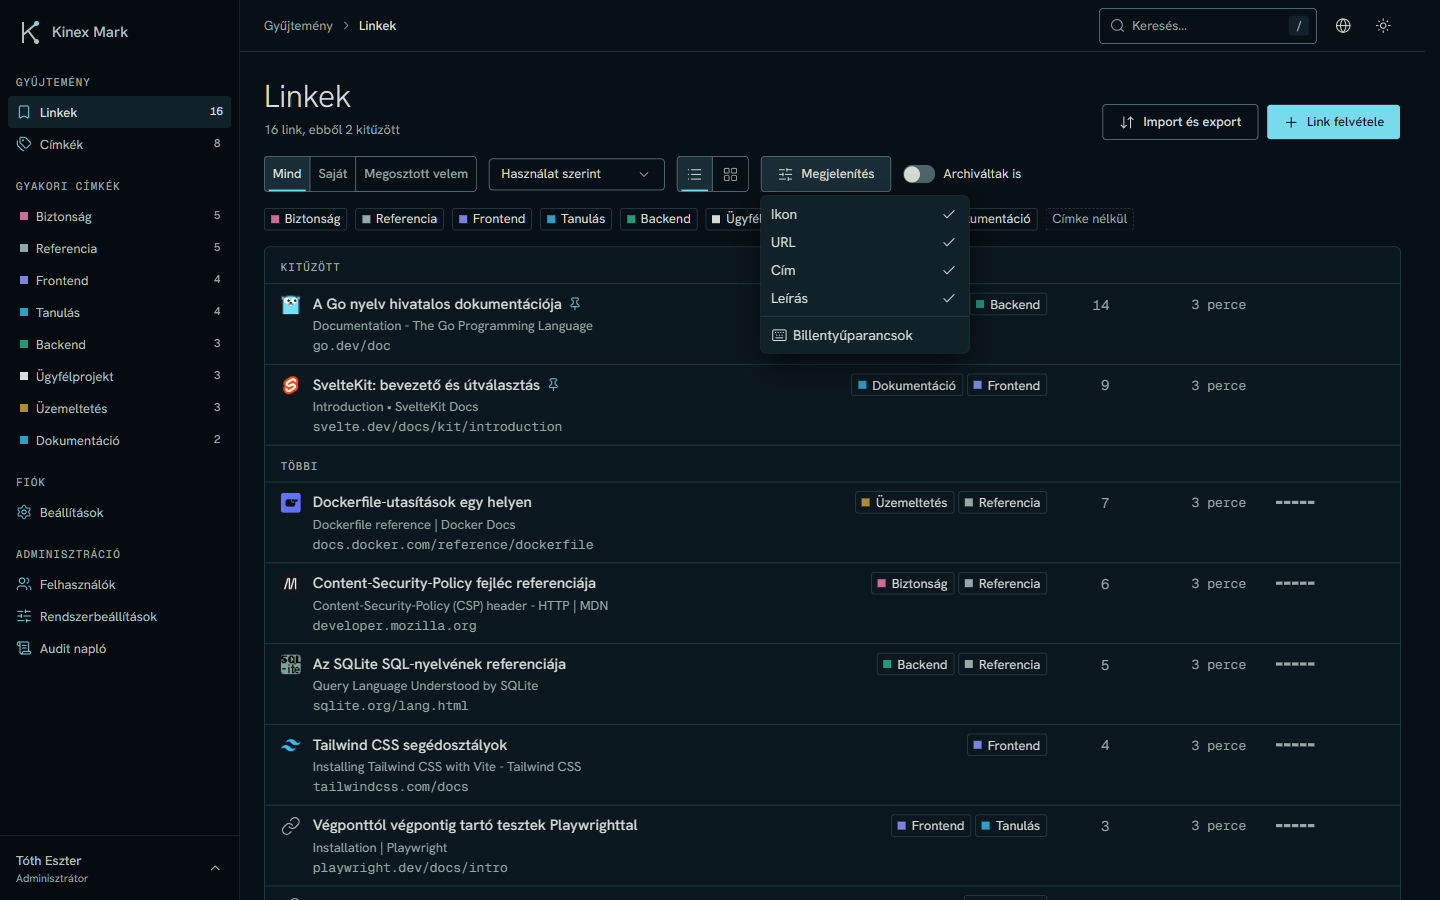 Kinex Mark
GYŰJTEMÉNY
Linkek 16
Címkék 8
GYAKORI CÍMKÉK
Biztonság 5
Referencia 5
Frontend 4
Tanulás 4
Backend 3
Ügyfélprojekt 3
Üzemeltetés 3
Dokumentáció 2
FIÓK
Beállítások
ADMINISZTRÁCIÓ
Felhasználók
Rendszerbeállítások
Audit napló
Tóth Eszter
Adminisztrátor
Gyűjtemény > Linkek
Keresés... /
Linkek
16 link, ebből 2 kitűzött
Import és export
+ Link felvétele
Mind Saját Megosztott velem
Használat szerint
Megjelenítés
Archiváltak is
Biztonság Referencia Frontend Tanulás Backend Címke nélkül
Ikon
URL
Cím
Leírás
Billentyűparancsok
KITŰZÖTT
A Go nyelv hivatalos dokumentációja Backend 14 3 perce
Documentation - The Go Programming Language
go.dev/doc
SvelteKit: bevezető és útválasztás Dokumentáció Frontend 9 3 perce
Introduction • SvelteKit Docs
svelte.dev/docs/kit/introduction
TÖBBI
Dockerfile-utasítások egy helyen Üzemeltetés Referencia 7 3 perce
Dockerfile reference | Docker Docs
docs.docker.com/reference/dockerfile
Content-Security-Policy fejléc referenciája Biztonság Referencia 6 3 perce
Content-Security-Policy (CSP) header - HTTP | MDN
developer.mozilla.org
Az SQLite SQL-nyelvének referenciája Backend Referencia 5 3 perce
Query Language Understood by SQLite
sqlite.org/lang.html
Tailwind CSS segédosztályok Frontend 4 3 perce
Installing Tailwind CSS with Vite - Tailwind CSS
tailwindcss.com/docs
Végponttól végpontig tartó tesztek Playwrighttal Frontend Tanulás 3 3 perce
Installation | Playwright
playwright.dev/docs/intro